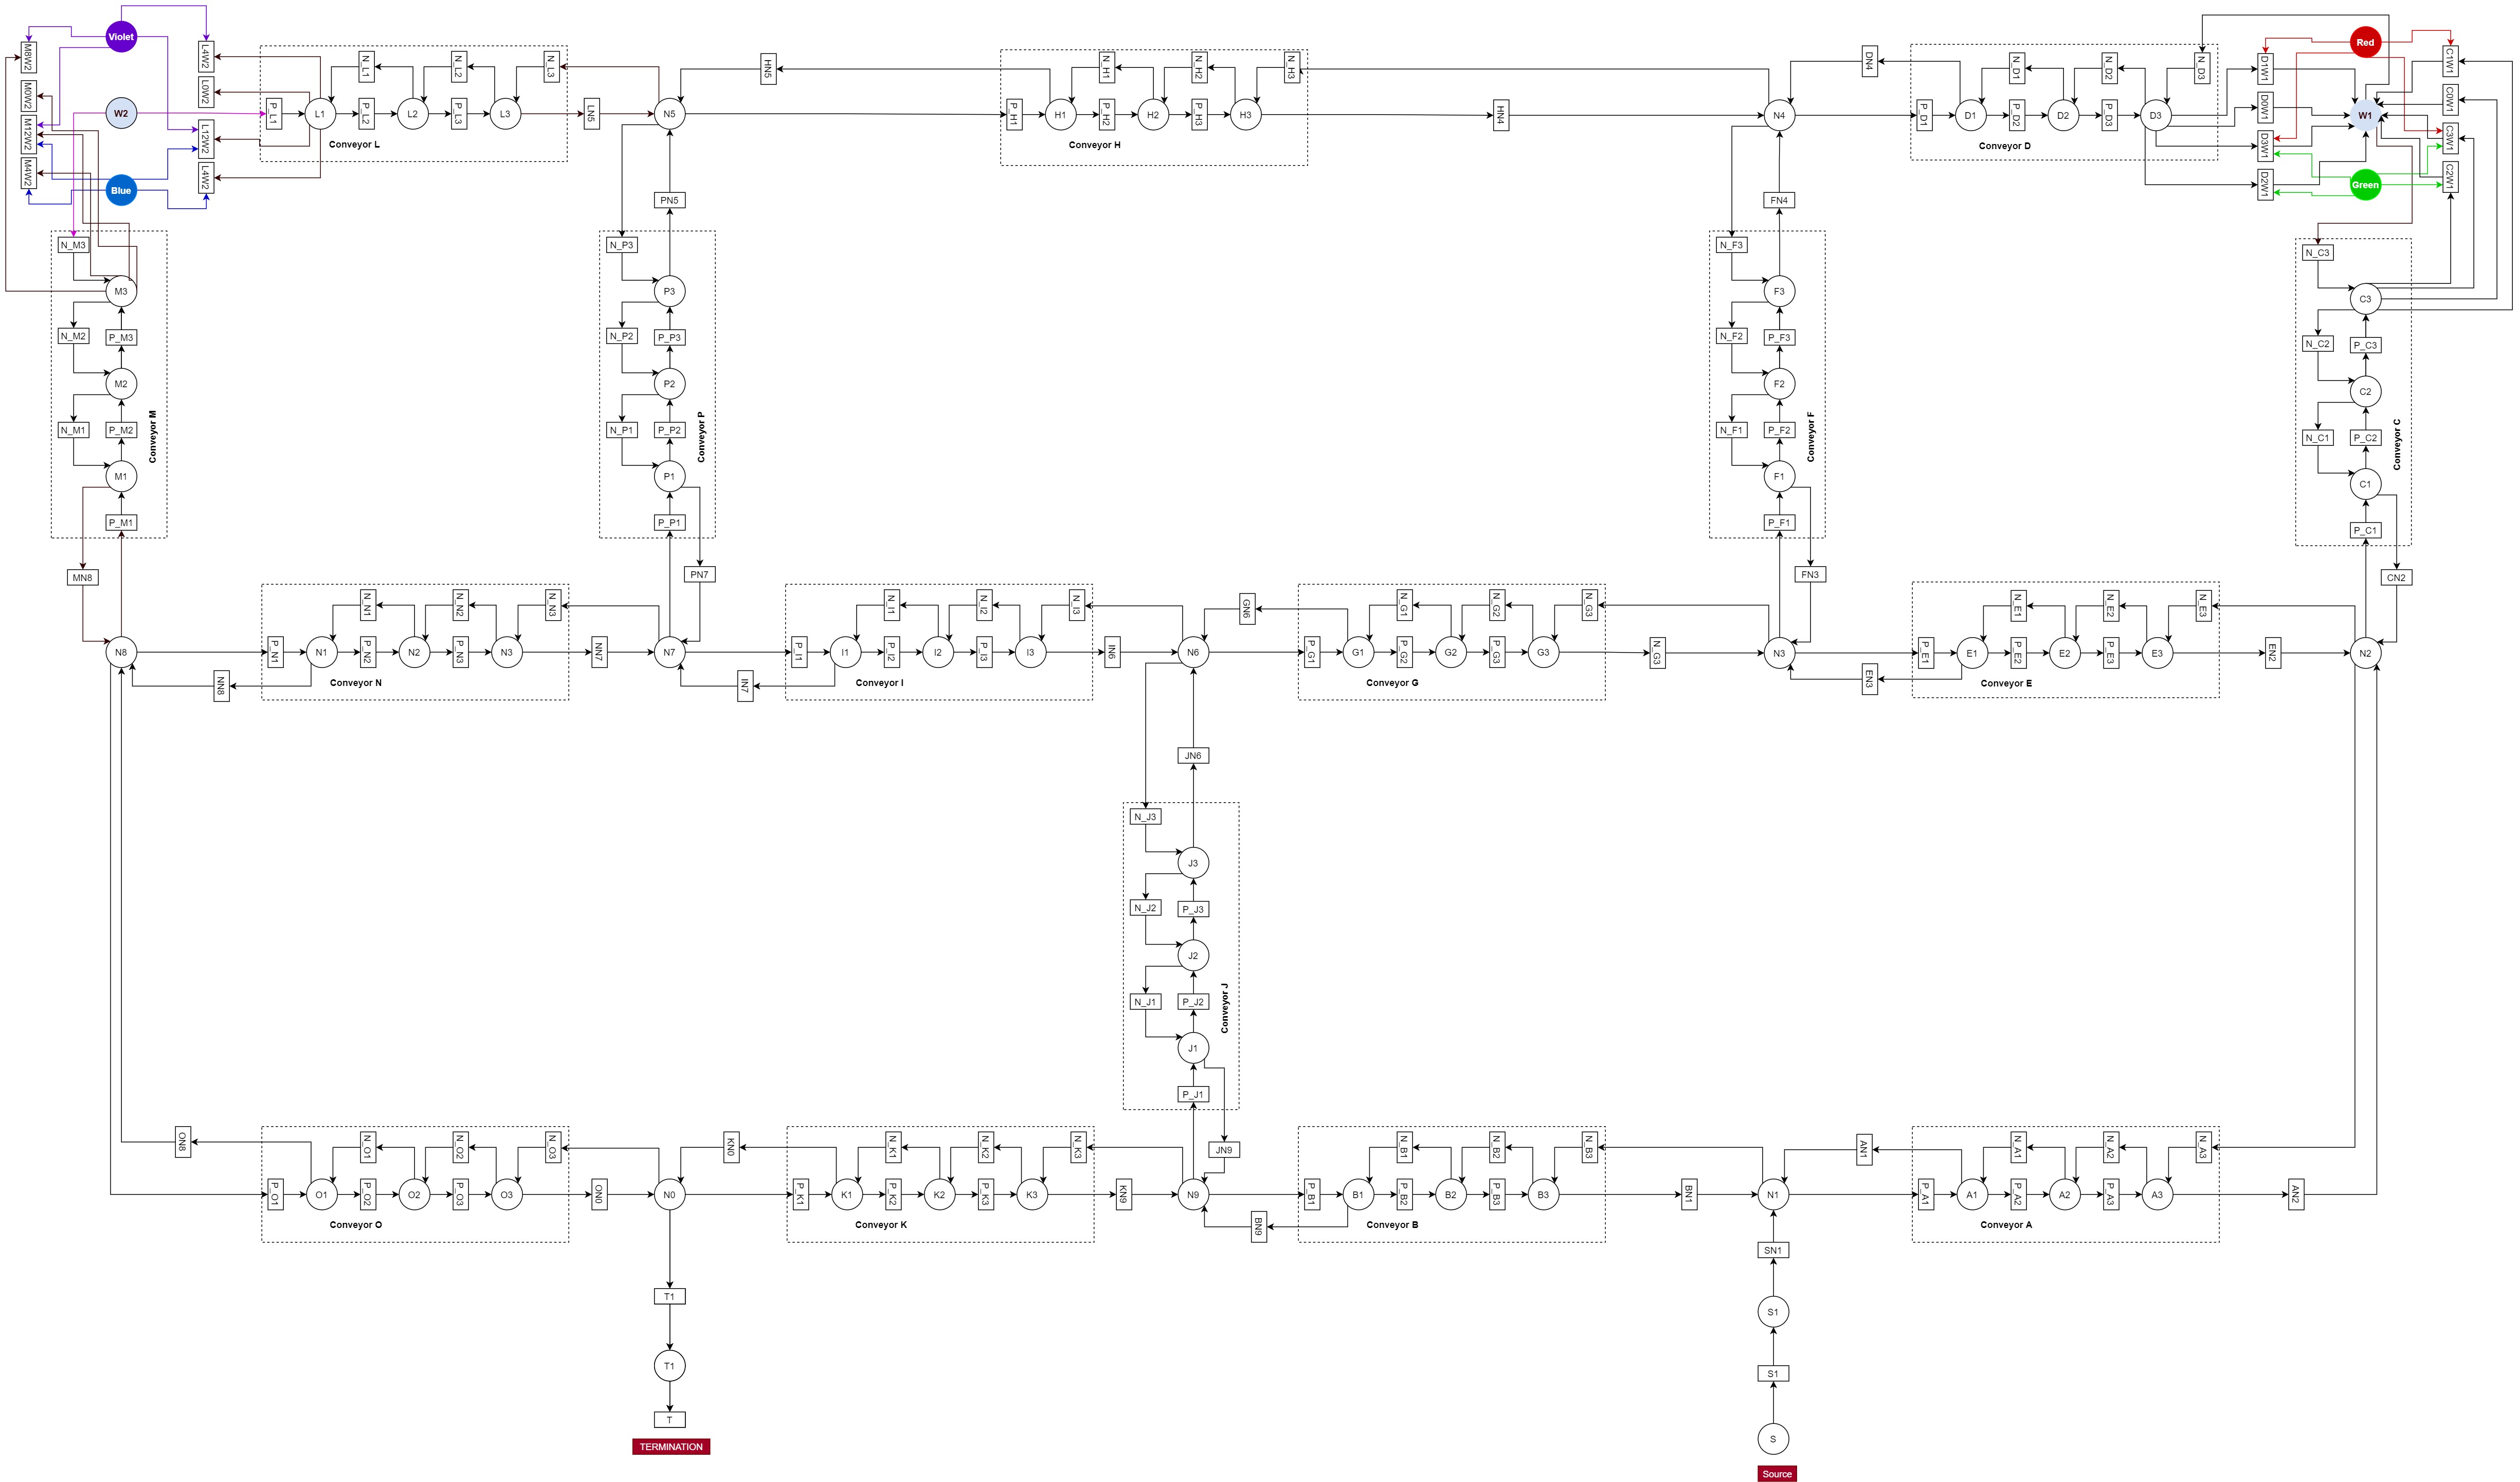 Violet
Red
M8W2
L4W2
N_L1
N_L2
N_L3
HN5
N_H1
N_H2
N_H3
DN4
N_D1
N_D2
N_D3
D1W1
C1W1
M0W2
L0W2
D0W1
C0W1
W2
P_L1
L1
P_L2
L2
P_L3
L3
LN5
N5
P_H1
H1
P_H2
H2
P_H3
H3
HN4
N4
P_D1
D1
P_D2
D2
P_D3
D3
W1
M12W2
L12W2
Conveyor L
Conveyor H
Conveyor D
D3W1
C3W1
M4W2
Blue
L4W2
D2W1
Green
C2W1
PN5
FN4
N_M3
N_P3
N_F3
N_C3
M3
P3
F3
C3
N_M2
P_M3
N_P2
P_P3
N_F2
P_F3
N_C2
P_C3
M2
P2
F2
C2
N_M1
P_M2
Conveyor M
N_P1
P_P2
Conveyor P
N_F1
P_F2
Conveyor F
N_C1
P_C2
Conveyor C
M1
P1
F1
C1
P_M1
P_P1
P_F1
P_C1
MN8
PN7
FN3
CN2
N_N1
N_N2
N_N3
N_I1
N_I2
N_I3
GN6
N_G1
N_G2
N_G3
N_E1
N_E2
N_E3
N8
P_N1
N1
P_N2
N2
P_N3
N3
NN7
N7
P_I1
I1
P_I2
I2
P_I3
I3
IN6
N6
P_G1
G1
P_G2
G2
P_G3
G3
N_G3
N3
P_E1
E1
P_E2
E2
P_E3
E3
EN2
N2
NN8
Conveyor N
IN7
Conveyor I
Conveyor G
EN3
Conveyor E
JN6
N_J3
J3
N_J2
P_J3
J2
N_J1
P_J2
Conveyor J
J1
P_J1
ON8
N_O1
N_O2
N_O3
KN0
N_K1
N_K2
N_K3
JN9
N_B1
N_B2
N_B3
AN1
N_A1
N_A2
N_A3
P_O1
O1
P_O2
O2
P_O3
O3
ON0
N0
P_K1
K1
P_K2
K2
P_K3
K3
KN9
N9
P_B1
B1
P_B2
B2
P_B3
B3
BN1
N1
P_A1
A1
P_A2
A2
P_A3
A3
AN2
Conveyor O
Conveyor K
BN9
Conveyor B
Conveyor A
SN1
T1
S1
T1
S1
T
TERMINATION
S
Source